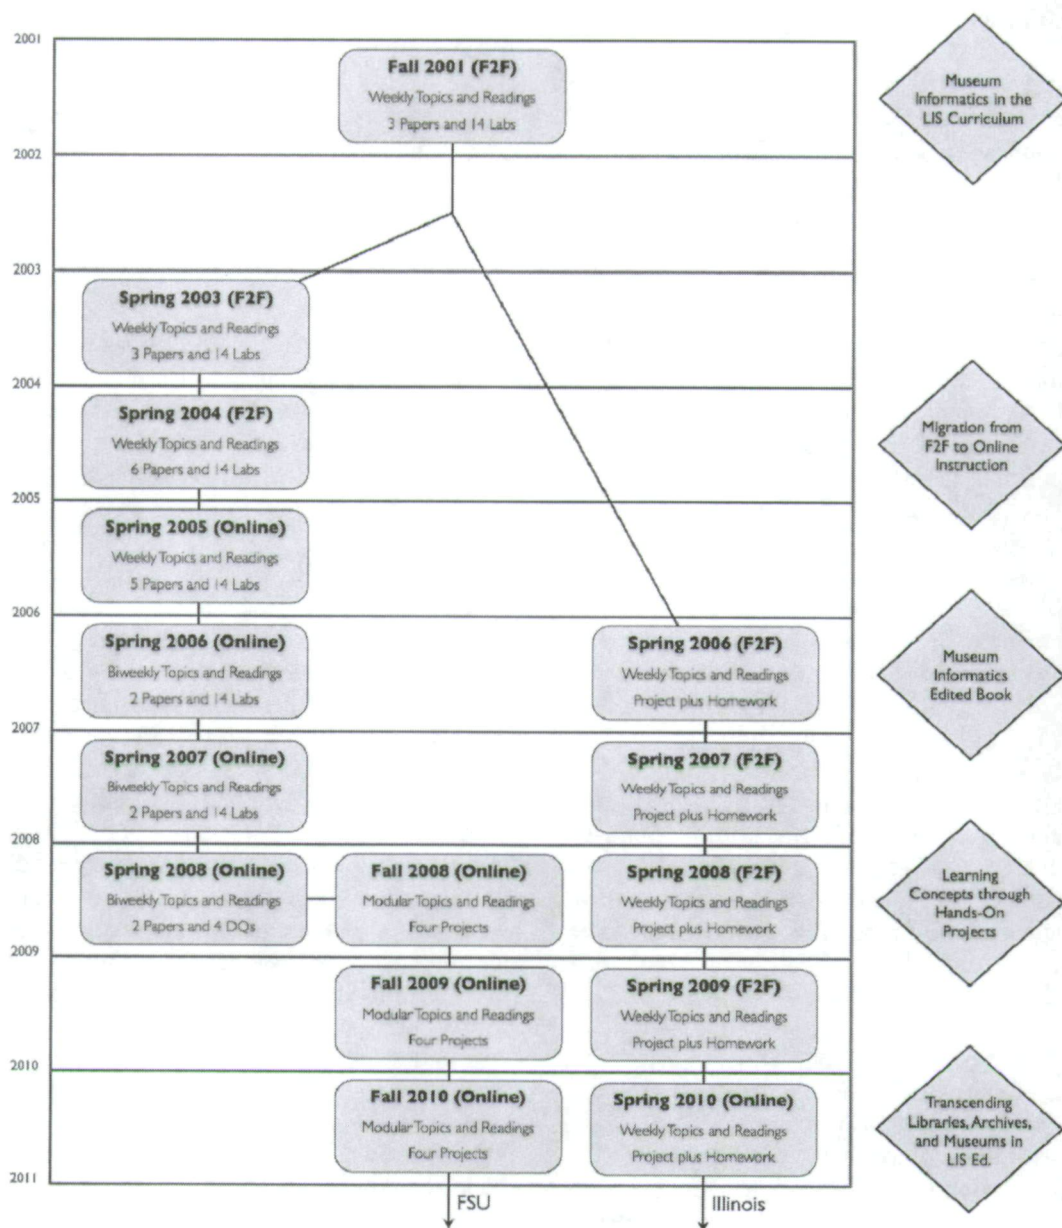 2001
Fall 2001 (F2F)
Weekly Topics and Readings
3 Papers and 14 Labs
Museum
Informatics in the
LIS Curriculum
2002
2003
Spring 2003 (F2F)
Weekly Topics and Readings
3 Papers and 14 Labs
2004
Spring 2004 (F2F)
Weekly Topics and Readings
6 Papers and 14 Labs
Migration from
F2F to Online
Instruction
2005
Spring 2005 (Online)
Weekly Topics and Readings
5 Papers and 14 Labs
2006
Spring 2006 (Online)
Biweekly Topics and Readings
2 Papers and 14 Labs
Spring 2006 (F2F)
Weekly Topics and Readings
Project plus Homework
Museum
Informatics
Edited Book
2007
Spring 2007 (Online)
Biweekly Topics and Readings
2 Papers and 14 Labs
Spring 2007 (F2F)
Weekly Topics and Readings
Project plus Homework
2008
Spring 2008 (Online)
Biweekly Topics and Readings
2 Papers and 4 DQs
Fall 2008 (Online)
Modular Topics and Readings
Four Projects
Spring 2008 (F2F)
Weekly Topics and Readings
Project plus Homework
Learning
Concepts through
Hands-On
Projects
2009
Fall 2009 (Online)
Modular Topics and Readings
Four Projects
Spring 2009 (F2F)
Weekly Topics and Readings
Project plus Homework
2010
Fall 2010 (Online)
Modular Topics and Readings
Four Projects
Spring 2010 (Online)
Weekly Topics and Readings
Project plus Homework
Transcending
Libraries, Archives,
and Museums in
LIS Ed.
2011
FSU
Illinois